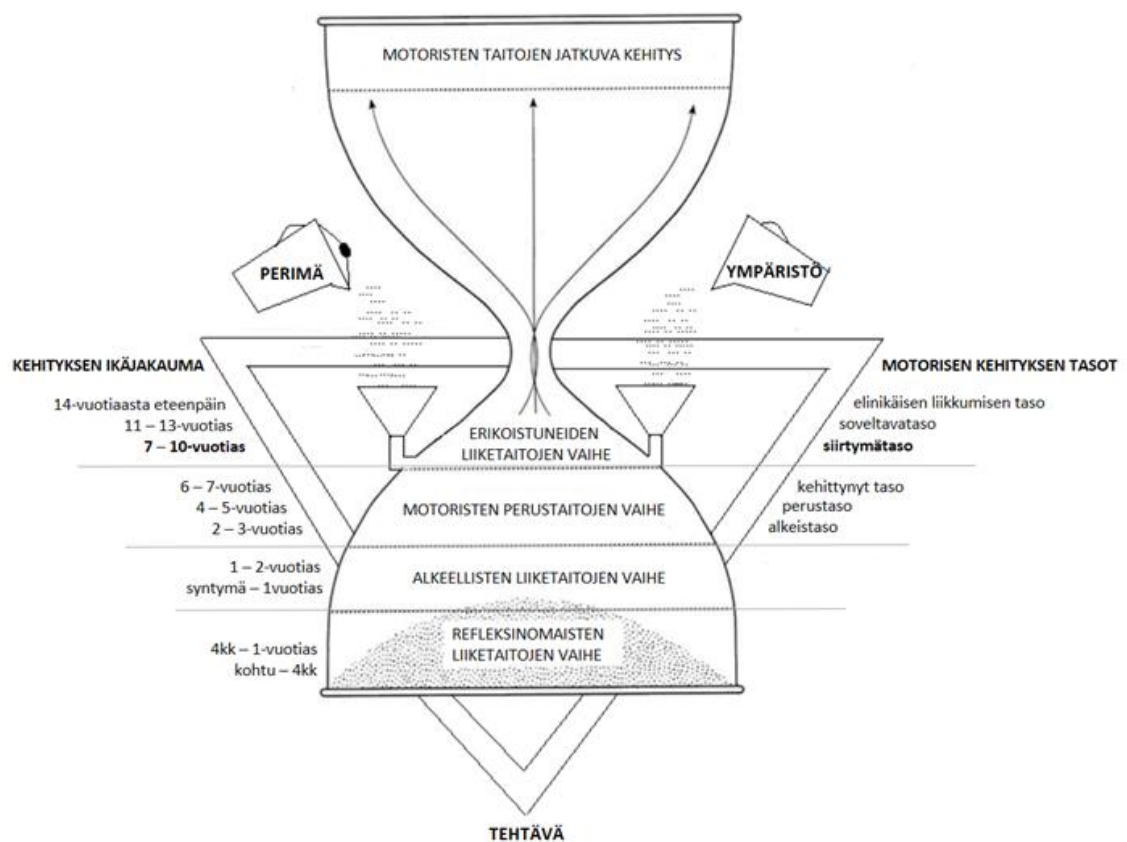 MOTORISTEN TAITOJEN JATKUVA KEHITYS
PERIMÄ
YMPÄRISTÖ
KEHITYKSEN IKÄJAKAUMA
MOTORISEN KEHITYKSEN TASOT
14-vuotiaasta eteenpäin
11 – 13-vuotias
7 – 10-vuotias
ERIKOISTUNEIDEN
LIIKETAITOJEN VAIHE
elinikäisen liikkumisen taso
soveltavataso
siirtymätaso
6 – 7-vuotias
4 – 5-vuotias
2 – 3-vuotias
MOTORISTEN PERUSTAITOJEN VAIHE
kehittynyt taso
perustaso
alkeistaso
1 – 2-vuotias
syntymä – 1vuotias
ALKEELLISTEN LIIKETAITOJEN VAIHE
4kk – 1-vuotias
kohtu – 4kk
REFLEKSINOMAISTEN
LIIKETAITOJEN VAIHE
TEHTÄVÄ